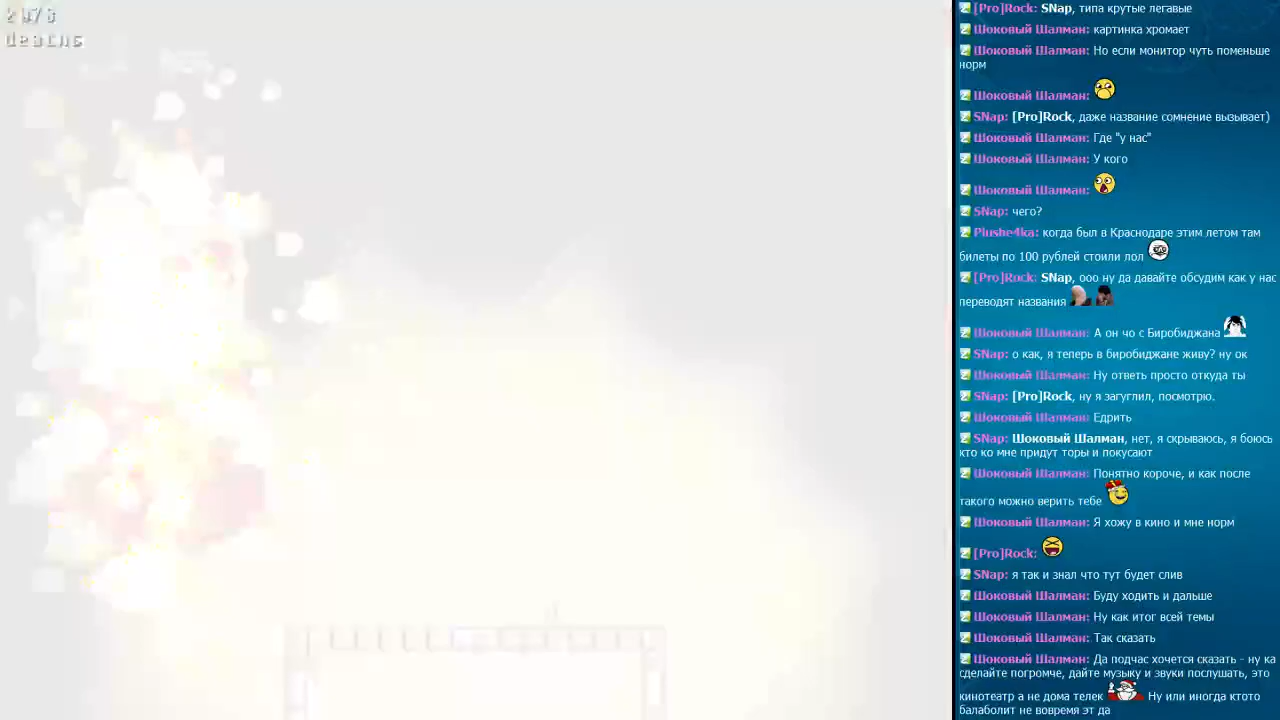 deaths
[Pro]Rock: SNap, типа крутые легавые
Шоковый Шалман: картинка хромает
Шоковый Шалман: Но если монитор чуть поменьше
норм
Шоковый Шалман:
SNap: [Pro]Rock, даже название сомнение вызывает)
Шоковый Шалман: Где "у нас"
Шоковый Шалман: У кого
Шоковый Шалман:
SNap: чего?
Plushe4ka: когда был в Краснодаре этим летом там
билеты по 100 рублей стоили лол
[Pro]Rock: SNap, ооо ну да давайте обсудим как у нас
переводят названия
Шоковый Шалман: А он чо с Биробиджана
SNap: о как, я теперь в биробиджане живу? ну ок
Шоковый Шалман: Ну ответь просто откуда ты
SNap: [Pro]Rock, ну я загуглил, посмотрю.
Шоковый Шалман: Едрить
SNap: Шоковый Шалман, нет, я скрываюсь, я боюсь
кто ко мне придут торы и покусают
Шоковый Шалман: Понятно короче, и как после
такого можно верить тебе
Шоковый Шалман: Я хожу в кино и мне норм
[Pro]Rock:
SNap: я так и знал что тут будет слив
Шоковый Шалман: Буду ходить и дальше
Шоковый Шалман: Ну как итог всей темы
Шоковый Шалман: Так сказать
Шоковый Шалман: Да подчас хочется сказать - ну ка
сделайте погромче, дайте музыку и звуки послушать, это
кинотеатр а не дома телек Ну или иногда ктото
балаболит не вовремя эт да